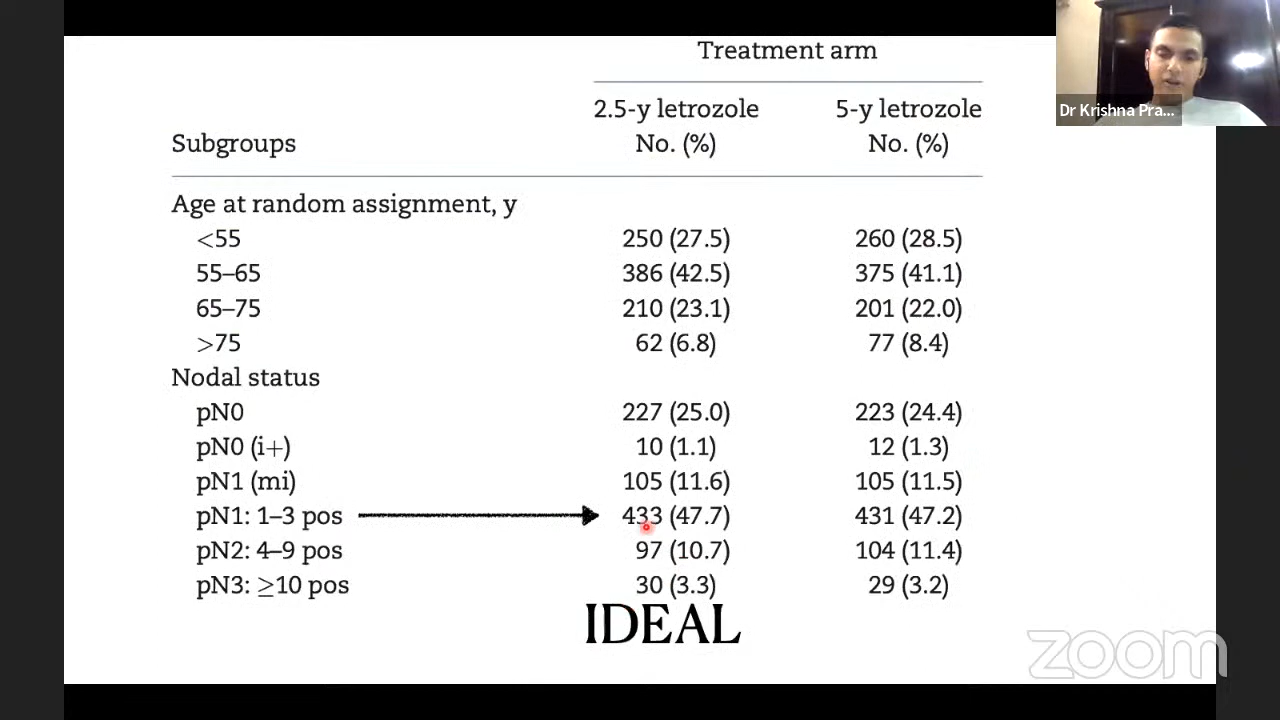 Treatment arm
2.5-y letrozole 5-y letrozole
Subgroups No. (%) No. (%)
Age at random assignment, y
<55 250 (27.5) 260 (28.5)
55–65 386 (42.5) 375 (41.1)
65–75 210 (23.1) 201 (22.0)
>75 62 (6.8) 77 (8.4)
Nodal status
pN0 227 (25.0) 223 (24.4)
pN0 (i+) 10 (1.1) 12 (1.3)
pN1 (mi) 105 (11.6) 105 (11.5)
pN1: 1–3 pos 433 (47.7) 431 (47.2)
pN2: 4–9 pos 97 (10.7) 104 (11.4)
pN3: ≥10 pos 30 (3.3) 29 (3.2)
IDEAL
Dr Krishna Pra...
zoom